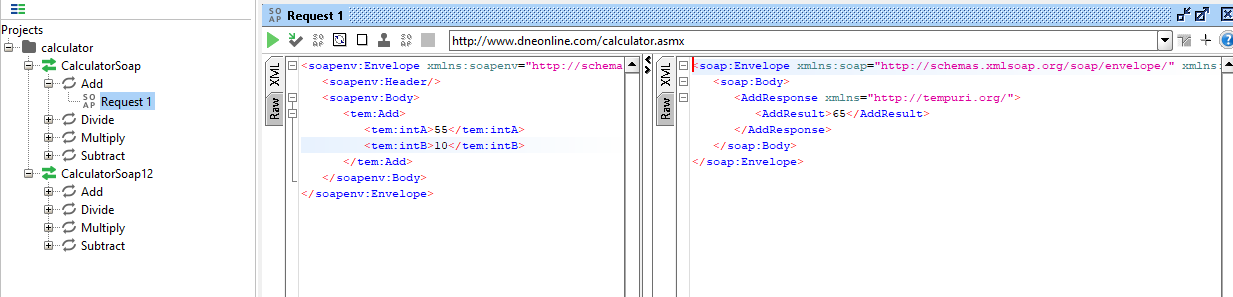 Projects
calculator
CalculatorSoap
Add
SO AP Request 1
Divide
Multiply
Subtract
CalculatorSoap12
Add
Divide
Multiply
Subtract
SO AP Request 1
SO AP SO AP
http://www.dneonline.com/calculator.asmx
XML
Raw
<soapenv:Envelope xmlns:soapenv="http://schema
<soapenv:Header/>
<soapenv:Body>
<tem:Add>
<tem:intA>55</tem:intA>
<tem:intB>10</tem:intB>
</tem:Add>
</soapenv:Body>
</soapenv:Envelope>
XML
Raw
<soap:Envelope xmlns:soap="http://schemas.xmlsoap.org/soap/envelope/" xmlns:
<soap:Body>
<AddResponse xmlns="http://tempuri.org/">
<AddResult>65</AddResult>
</AddResponse>
</soap:Body>
</soap:Envelope>